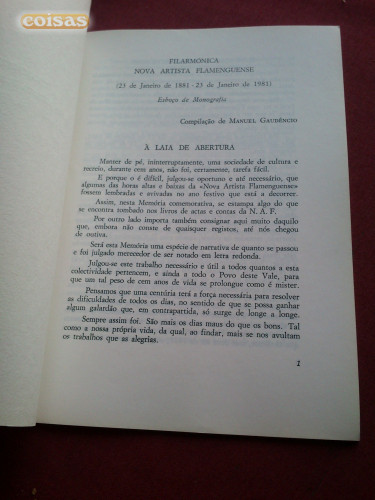 coisas
FILARMÓNICA
NOVA ARTISTA FLAMENGUENSE
(23 de Janeiro de 1881 - 23 de Janeiro de 1981)
Esboço de Monografia
Compilação de MANUEL GAUDÊNCIO
À LAIA DE ABERTURA
Manter de pé, ininterruptamente, uma sociedade de cultura e
recreio, durante cem anos, não foi, certamente, tarefa fácil.
E porque o é difícil, julgou-se oportuno e até necessário, que
algumas das horas altas e baixas da «Nova Artista Flamenguense»
fossem lembradas e avivadas no ano festivo que está a decorrer.
Assim, nesta Memória comemorativa, se estampa algo do que
se encontra tombado nos livros de actas e contas da N. A. F.
Por outro lado importa também consignar aqui muito daquilo
que, embora não conste de quaisquer registos, até nós chegou
de outiva.
Será esta Memória uma espécie de narrativa de quanto se passou
e foi julgado merecedor de ser notado em letra redonda.
Julgou-se este trabalho necessário e útil a todos quantos a esta
colectividade pertencem, e ainda a todo o Povo deste Vale, para
que um tal peso de cem anos de vida se prolongue como é mister.
Pensamos que uma centúria terá a força necessária para resolver
as dificuldades de todos os dias, no sentido de que se possa ganhar
algum galardão que, em contrapartida, só surge de longe a longe.
Sempre assim foi. São mais os dias maus do que os bons. Tal
como a nossa própria vida, da qual, ao findar, mais se nos avultam
os trabalhos que as alegrias.
1